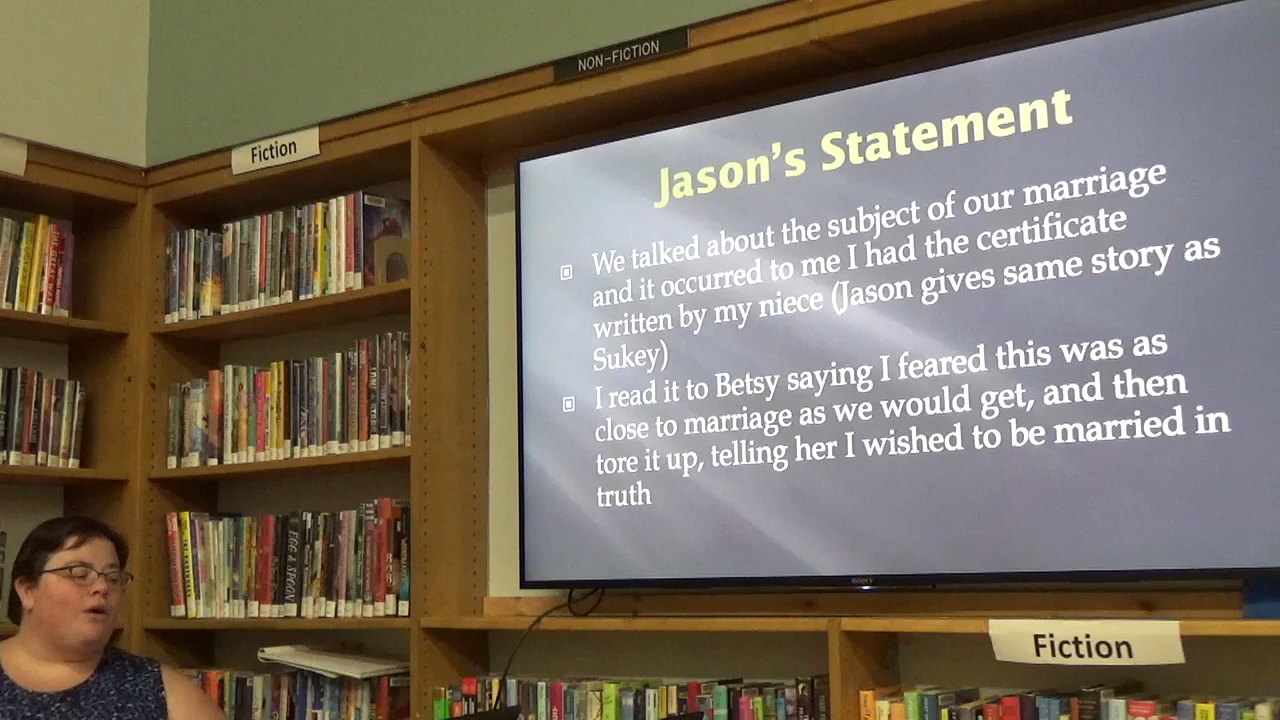 NON-FICTION
Fiction
Jason's Statement
We talked about the subject of our marriage
and it occurred to me I had the certificate
written by my niece (Jason gives same story as
Sukey)
I read it to Betsy saying I feared this was as
close to marriage as we would get, and then
tore it up, telling her I wished to be married in
truth
SONY
EGG & SPOON
Fiction